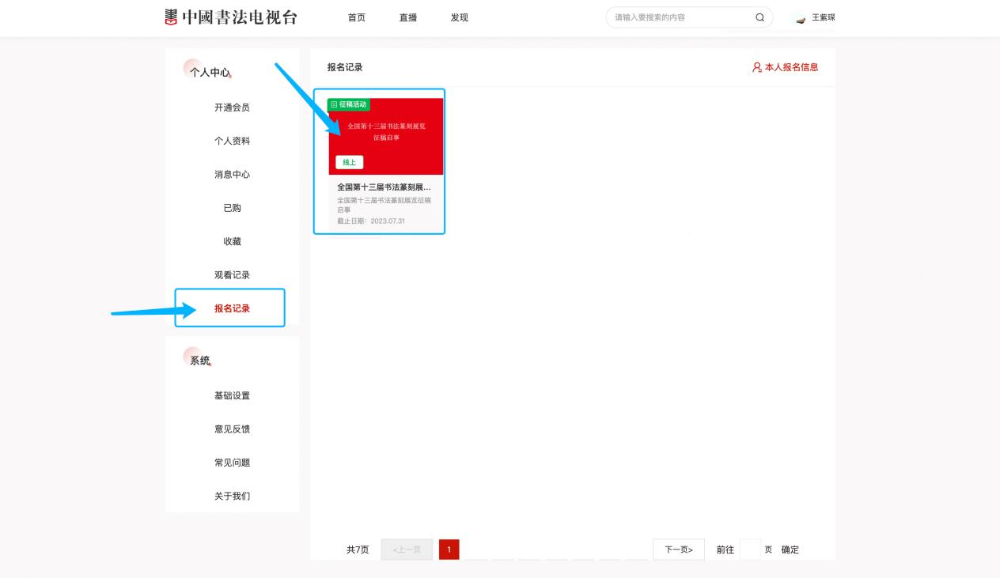 中國書法电视台
首页
直播
发现
请输入要搜索的内容
王紫琛
个人中心
开通会员
个人资料
消息中心
已购
收藏
观看记录
报名记录
系统
基础设置
意见反馈
常见问题
关于我们
报名记录
本人报名信息
征稿活动
全国第十三届书法篆刻展览
征稿启事
线上
全国第十三届书法篆刻展...
全国第十三届书法篆刻展览征稿
启事
截止日期：2023.07.31
共7页
<上一页
1
下一页>
前往
页
确定